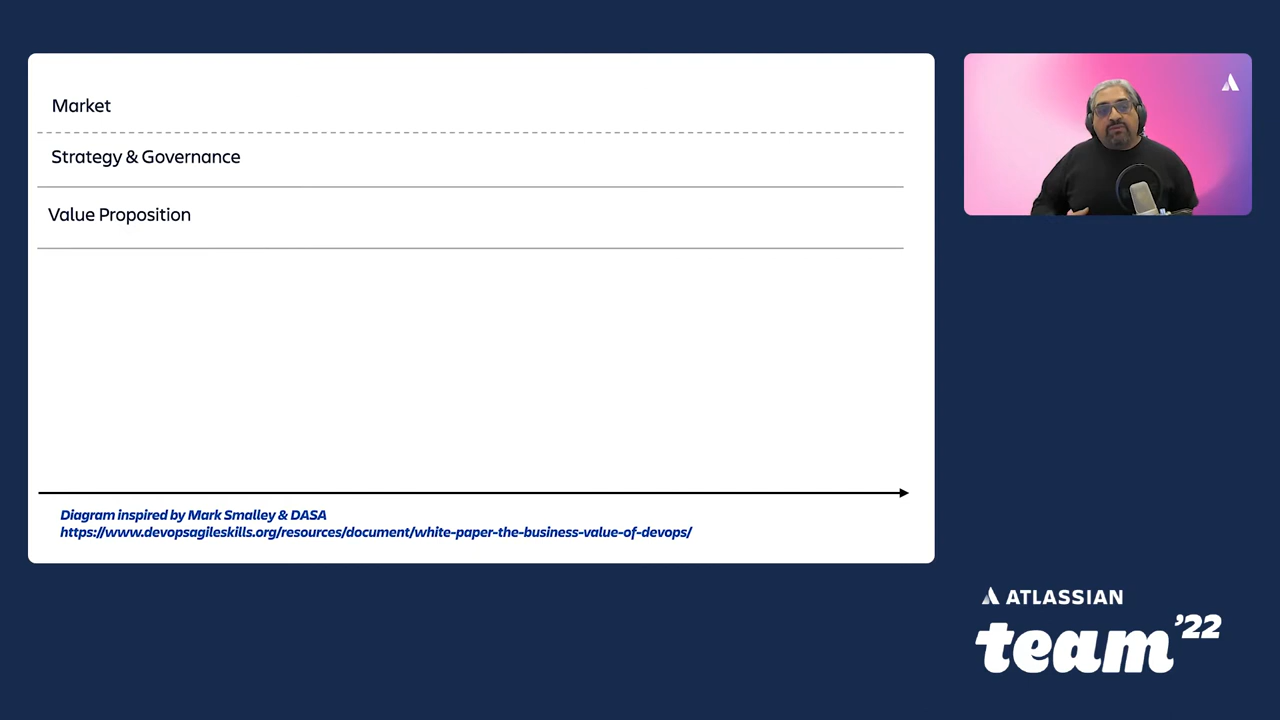 Market
Strategy & Governance
Value Proposition
Diagram inspired by Mark Smalley & DASA
https://www.devopsagileskills.org/resources/document/white-paper-the-business-value-of-devops/
ATLASSIAN
team '22